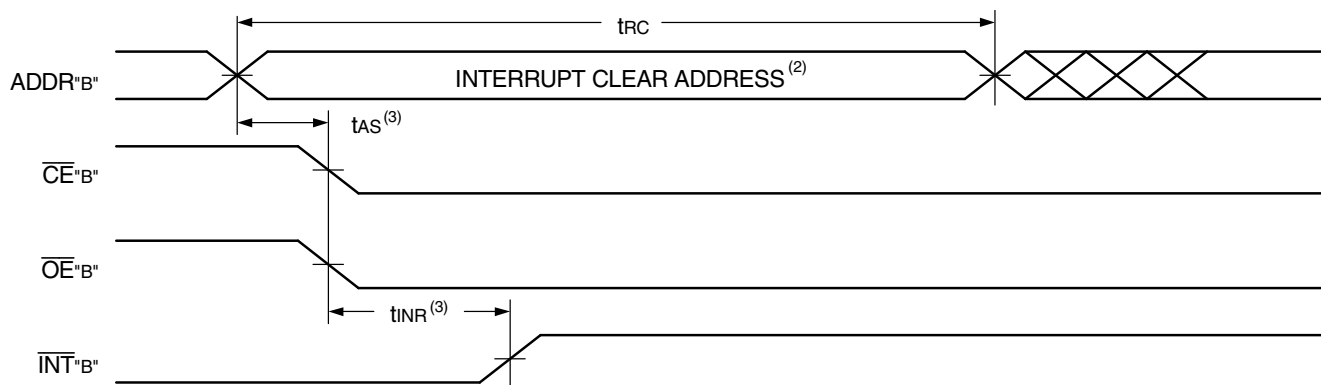 tRC
ADDR"B"
INTERRUPT CLEAR ADDRESS(2)
tAS(3)
CE"B"
OE"B"
tINR(3)
INT"B"